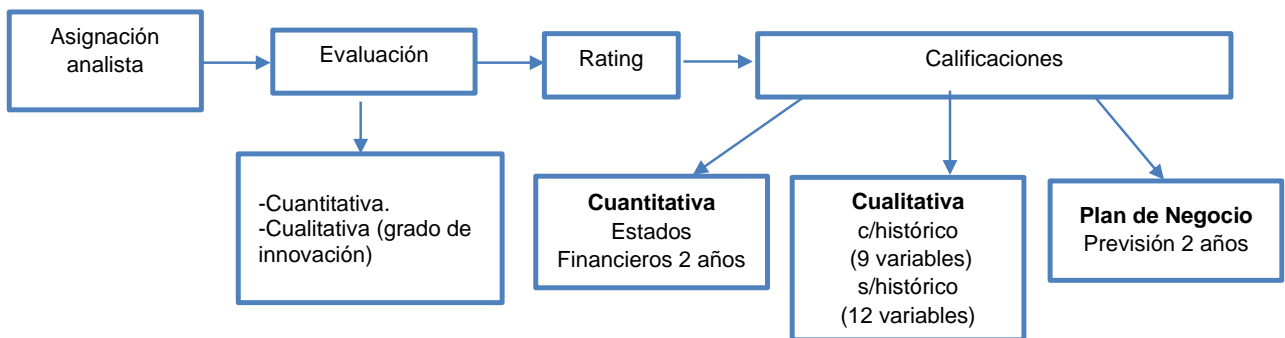 Asignación
analista
Evaluación
Rating
Calificaciones
-Cuantitativa.
-Cualitativa (grado de
innovación)
Cuantitativa
Estados
Financieros 2 años
Cualitativa
c/histórico
(9 variables)
s/histórico
(12 variables)
Plan de Negocio
Previsión 2 años